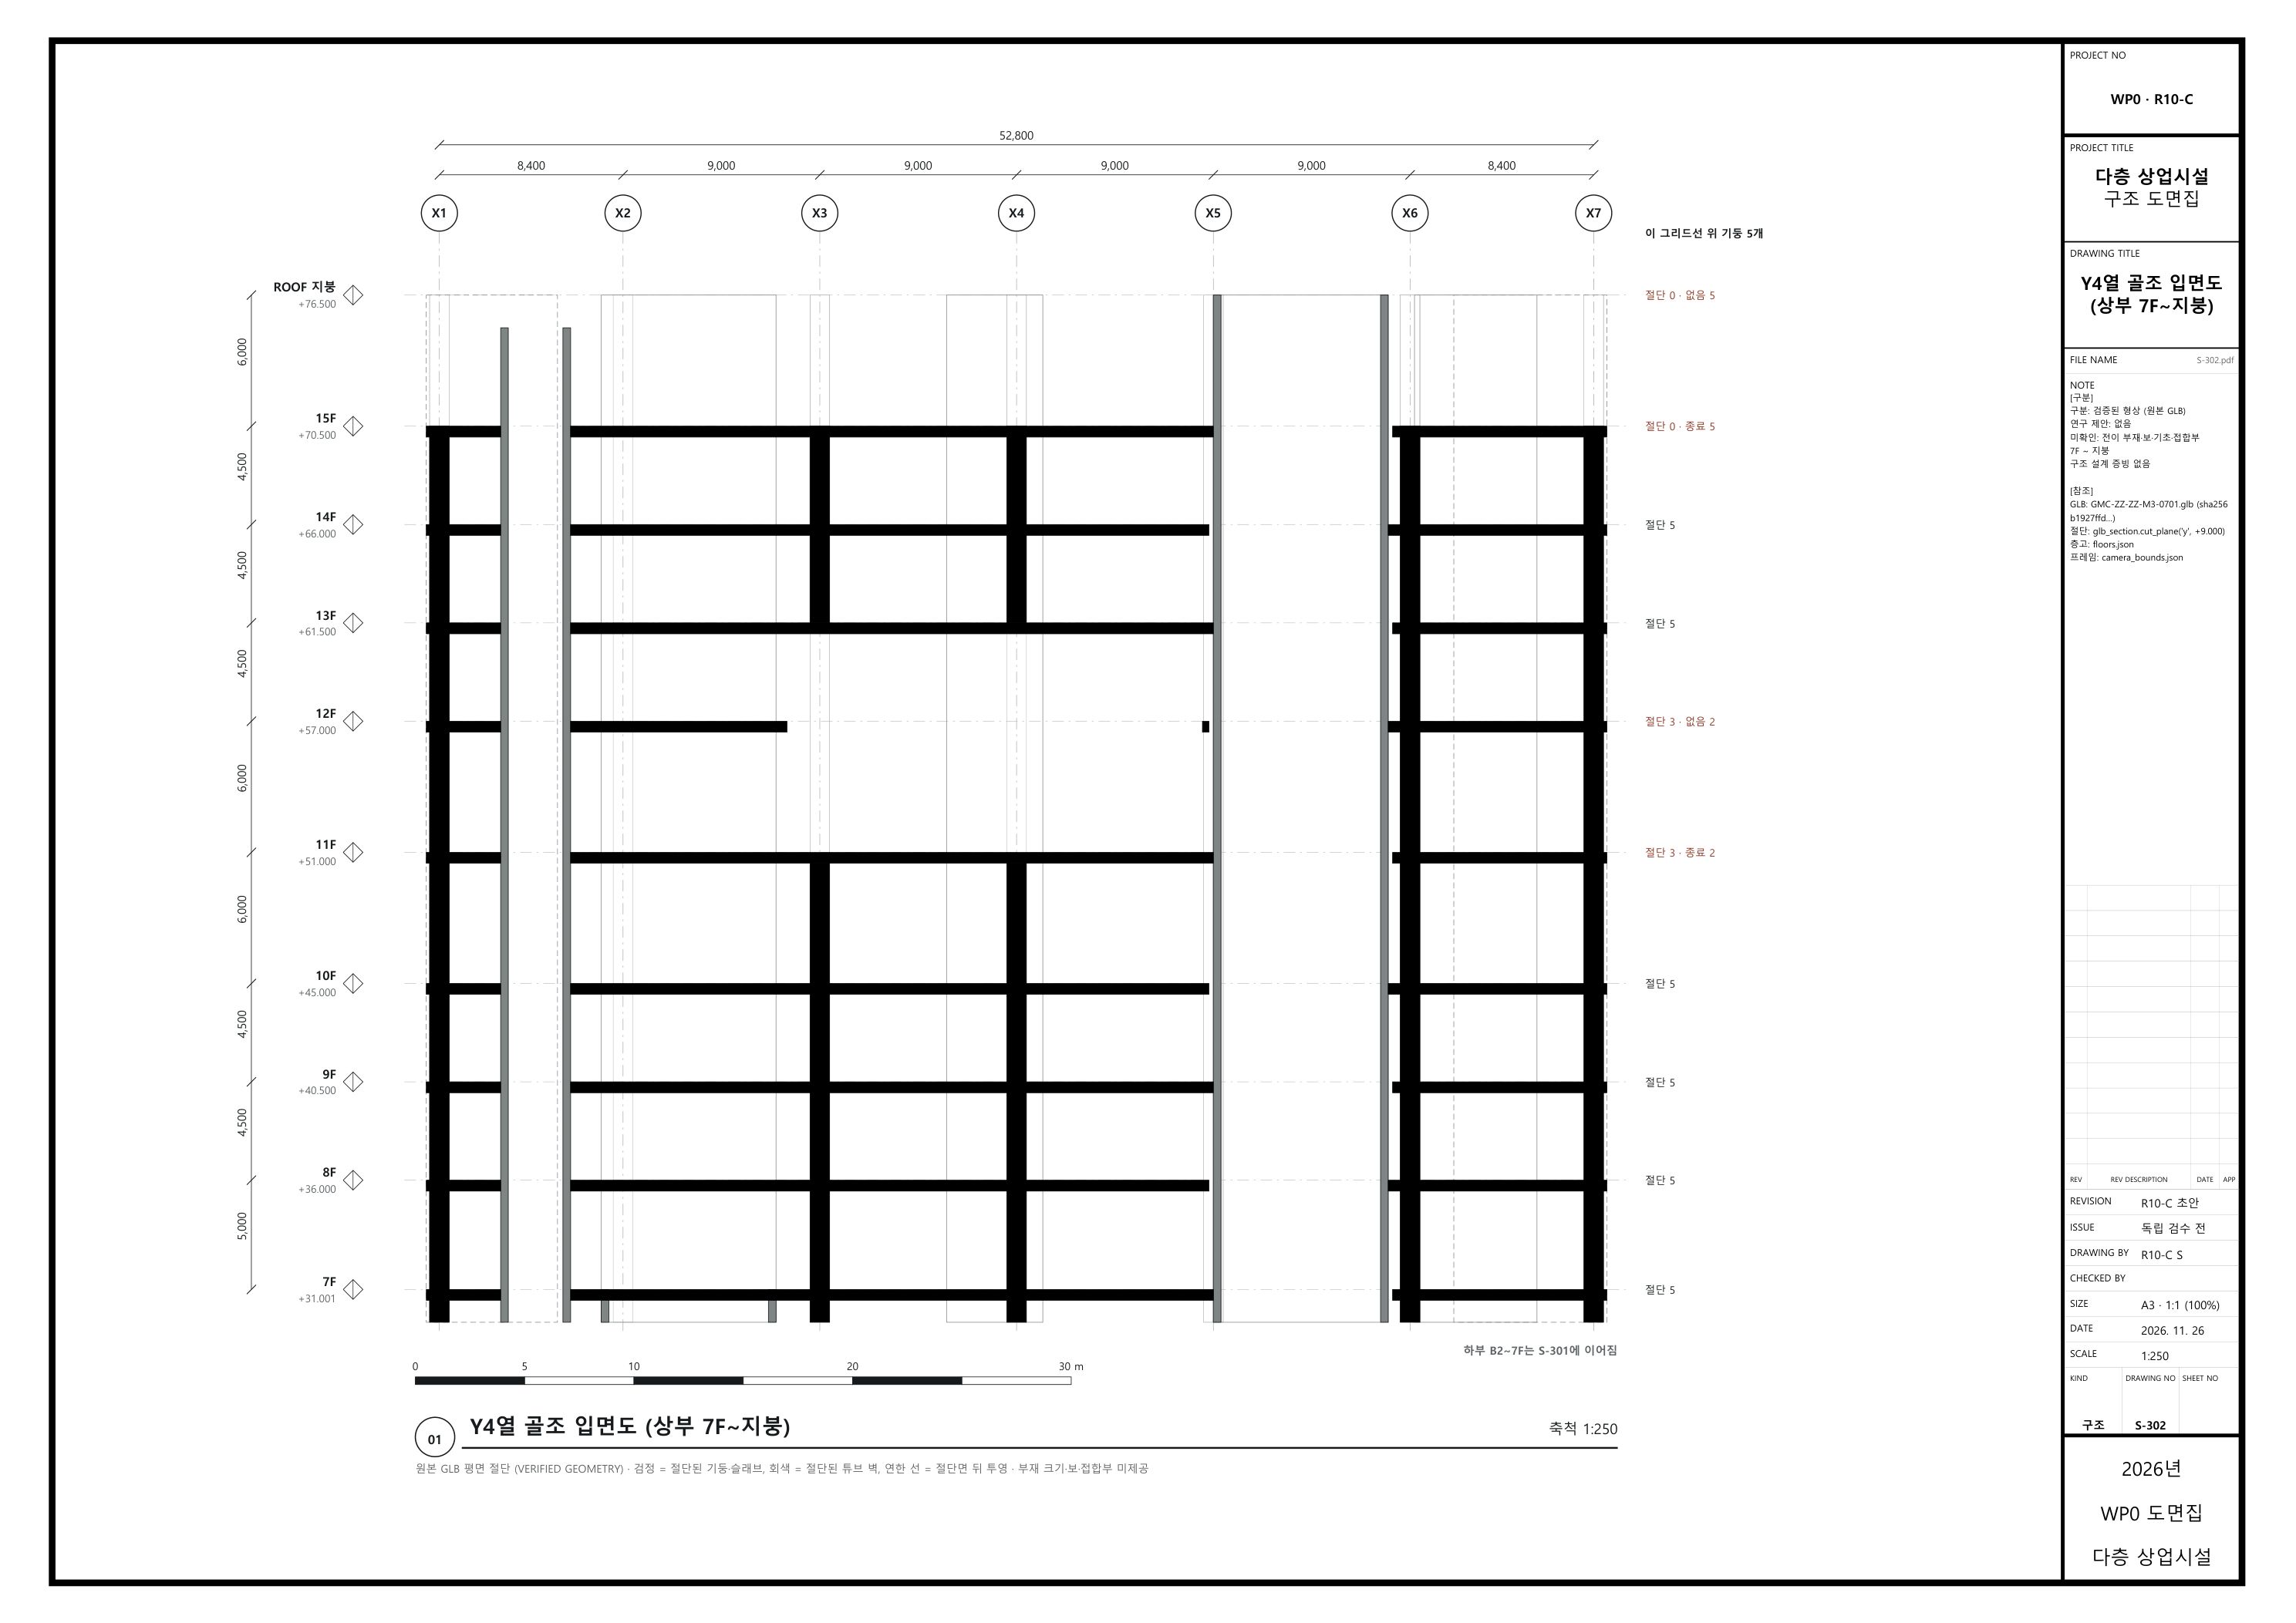 52,800
8,400 9,000 9,000 9,000 9,000 8,400
X1 X2 X3 X4 X5 X6 X7
이 그리드선 위 기둥 5개
ROOF 지붕
+76.500
절단 0 · 없음 5
6,000
15F
+70.500
절단 0 · 종료 5
4,500
14F
+66.000
절단 5
4,500
13F
+61.500
절단 5
4,500
12F
+57.000
절단 3 · 없음 2
6,000
11F
+51.000
절단 3 · 종료 2
6,000
10F
+45.000
절단 5
4,500
9F
+40.500
절단 5
4,500
8F
+36.000
절단 5
5,000
7F
+31.001
절단 5
하부 B2~7F는 S-301에 이어짐
0 5 10 20 30 m
01
Y4열 골조 입면도 (상부 7F~지붕)
축척 1:250
원본 GLB 평면 절단 (VERIFIED GEOMETRY) · 검정 = 절단된 기둥·슬래브, 회색 = 절단된 튜브 벽, 연한 선 = 절단면 뒤 투영 · 부재 크기·보·접합부 미제공
PROJECT NO
WP0 · R10-C
PROJECT TITLE
다층 상업시설
구조 도면집
DRAWING TITLE
Y4열 골조 입면도
(상부 7F~지붕)
FILE NAME S-302.pdf
NOTE
[구분]
구분: 검증된 형상 (원본 GLB)
연구 제안: 없음
미확인: 전이 부재·보·기초·접합부
7F ~ 지붕
구조 설계 증빙 없음
[참조]
GLB: GMC-ZZ-ZZ-M3-0701.glb (sha256
b1927ffd…)
절단: glb_section.cut_plane('y', +9.000)
층고: floors.json
프레임: camera_bounds.json
REV REV DESCRIPTION DATE APP
REVISION R10-C 초안
ISSUE 독립 검수 전
DRAWING BY R10-C S
CHECKED BY
SIZE A3 · 1:1 (100%)
DATE 2026. 11. 26
SCALE 1:250
KIND DRAWING NO SHEET NO
구조 S-302
2026년
WP0 도면집
다층 상업시설